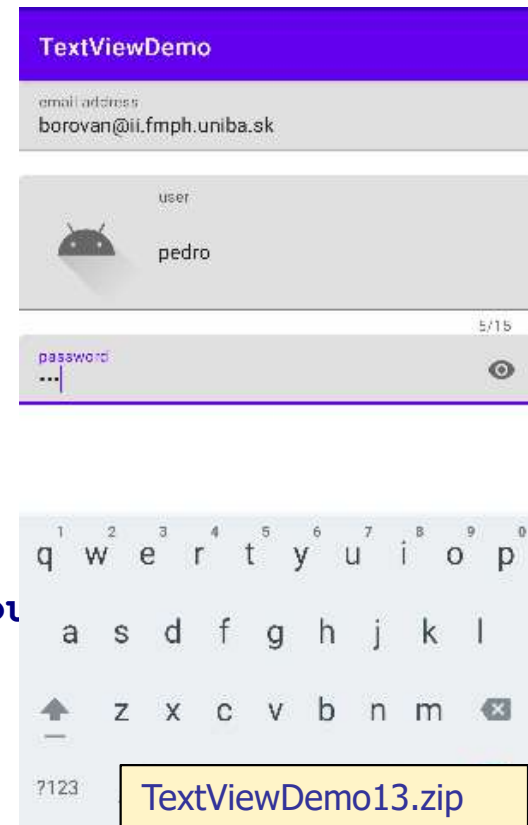 TextViewDemo
email address
borovan@ii.fmph.uniba.sk
user
pedro
5/15
password
•••
1 2 3 4 5 6 7 8 9 0
q w e r t y u i o p
a s d f g h j k l
z x c v b n m
?123
TextViewDemo13.zip